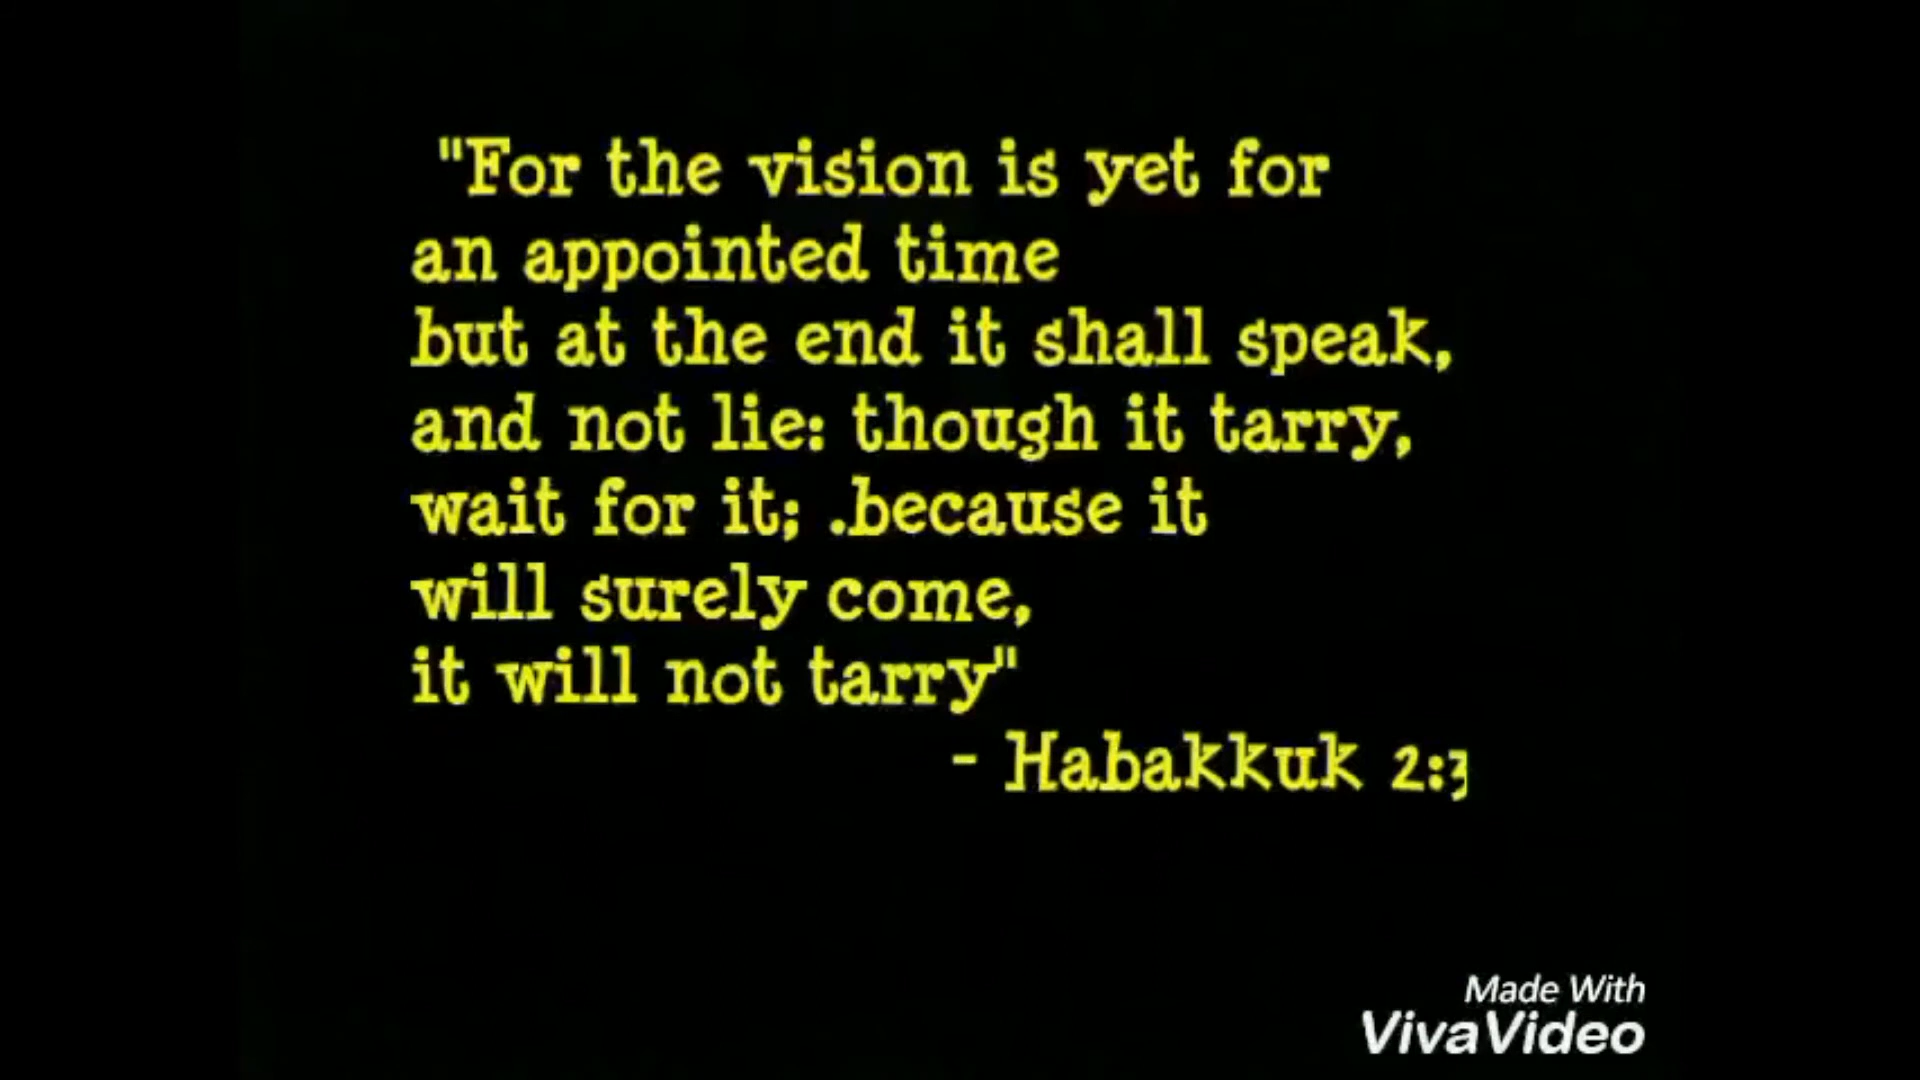 "For the vision is yet for
an appointed time
but at the end it shall speak,
and not lie: though it tarry,
wait for it; .because it
will surely come,
it will not tarry"
- Habakkuk 2:3
Made With
VivaVideo